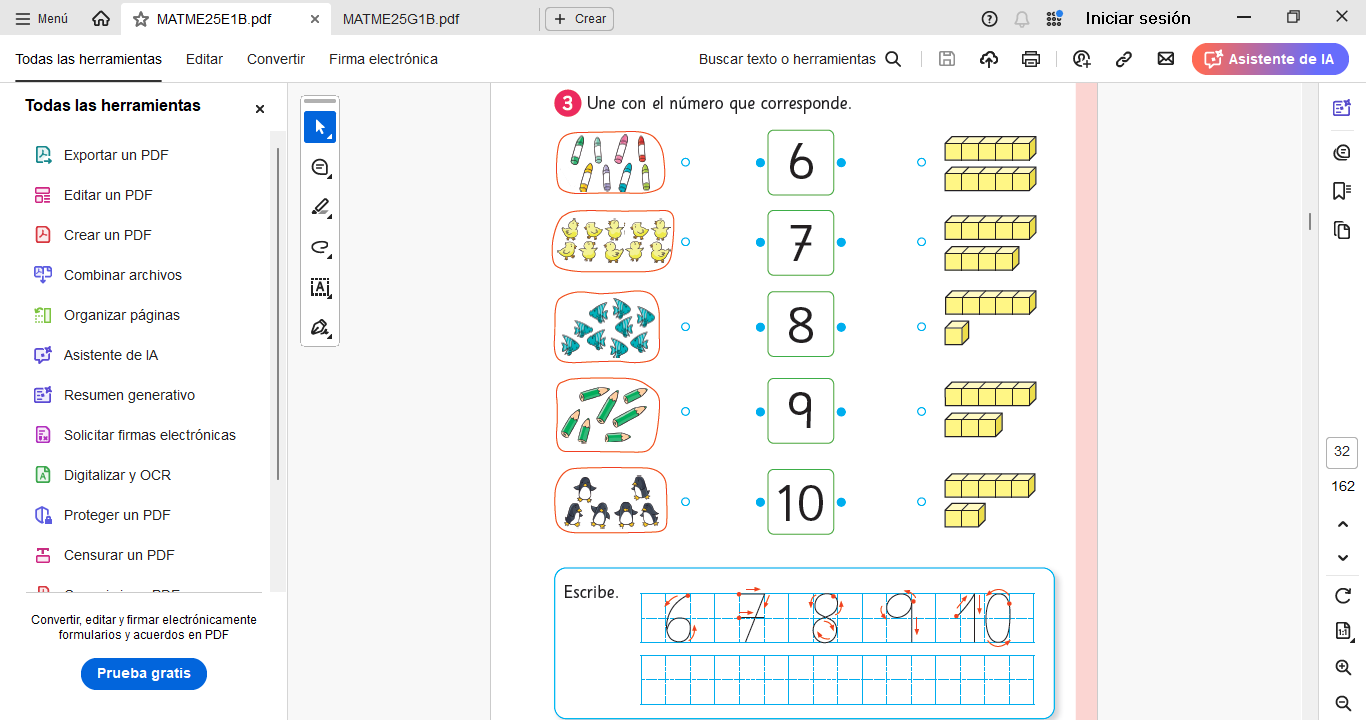 Menú
MATME25E1B.pdf
MATME25G1B.pdf
Crear
Iniciar sesión
Todas las herramientas
Editar
Convertir
Firma electrónica
Buscar texto o herramientas
Asistente de IA
Todas las herramientas
Exportar un PDF
Editar un PDF
Crear un PDF
Combinar archivos
Organizar páginas
Asistente de IA
Resumen generativo
Solicitar firmas electrónicas
Digitalizar y OCR
Proteger un PDF
Censurar un PDF
Convertir, editar y firmar electrónicamente
formularios y acuerdos en PDF
Prueba gratis
3 Une con el número que corresponde.
6
7
8
9
10
Escribe.
6 7 8 9 10
32
162
1:1